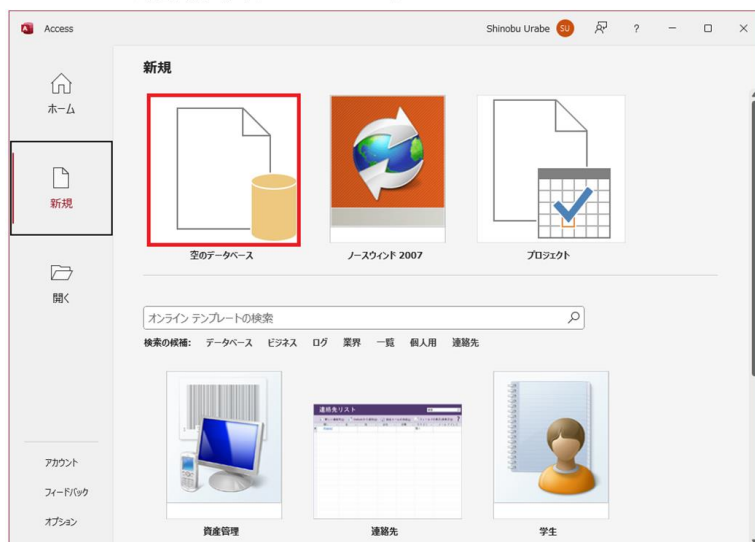 Access
Shinobu Urabe SU ?
新規
ホーム
新規
空のデータベース
ノースウィンド 2007
プロジェクト
開く
オンライン テンプレートの検索
検索の候補: データベース ビジネス ログ 業界 一覧 個人用 連絡先
連絡先リスト
アカウント
フィードバック
オプション
資産管理
連絡先
学生